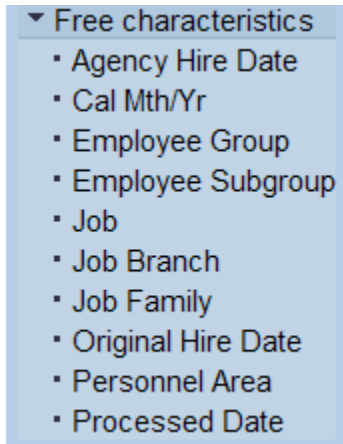 Free characteristics
Agency Hire Date
Cal Mth/Yr
Employee Group
Employee Subgroup
Job
Job Branch
Job Family
Original Hire Date
Personnel Area
Processed Date